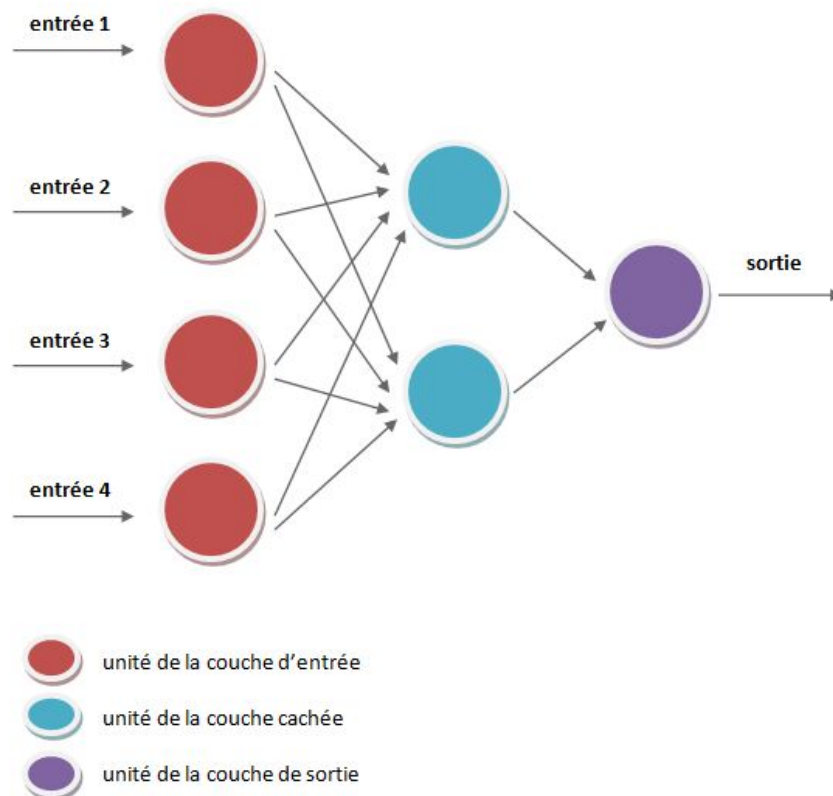 entrée 1
entrée 2
entrée 3
entrée 4
sortie
unité de la couche d’entrée
unité de la couche cachée
unité de la couche de sortie